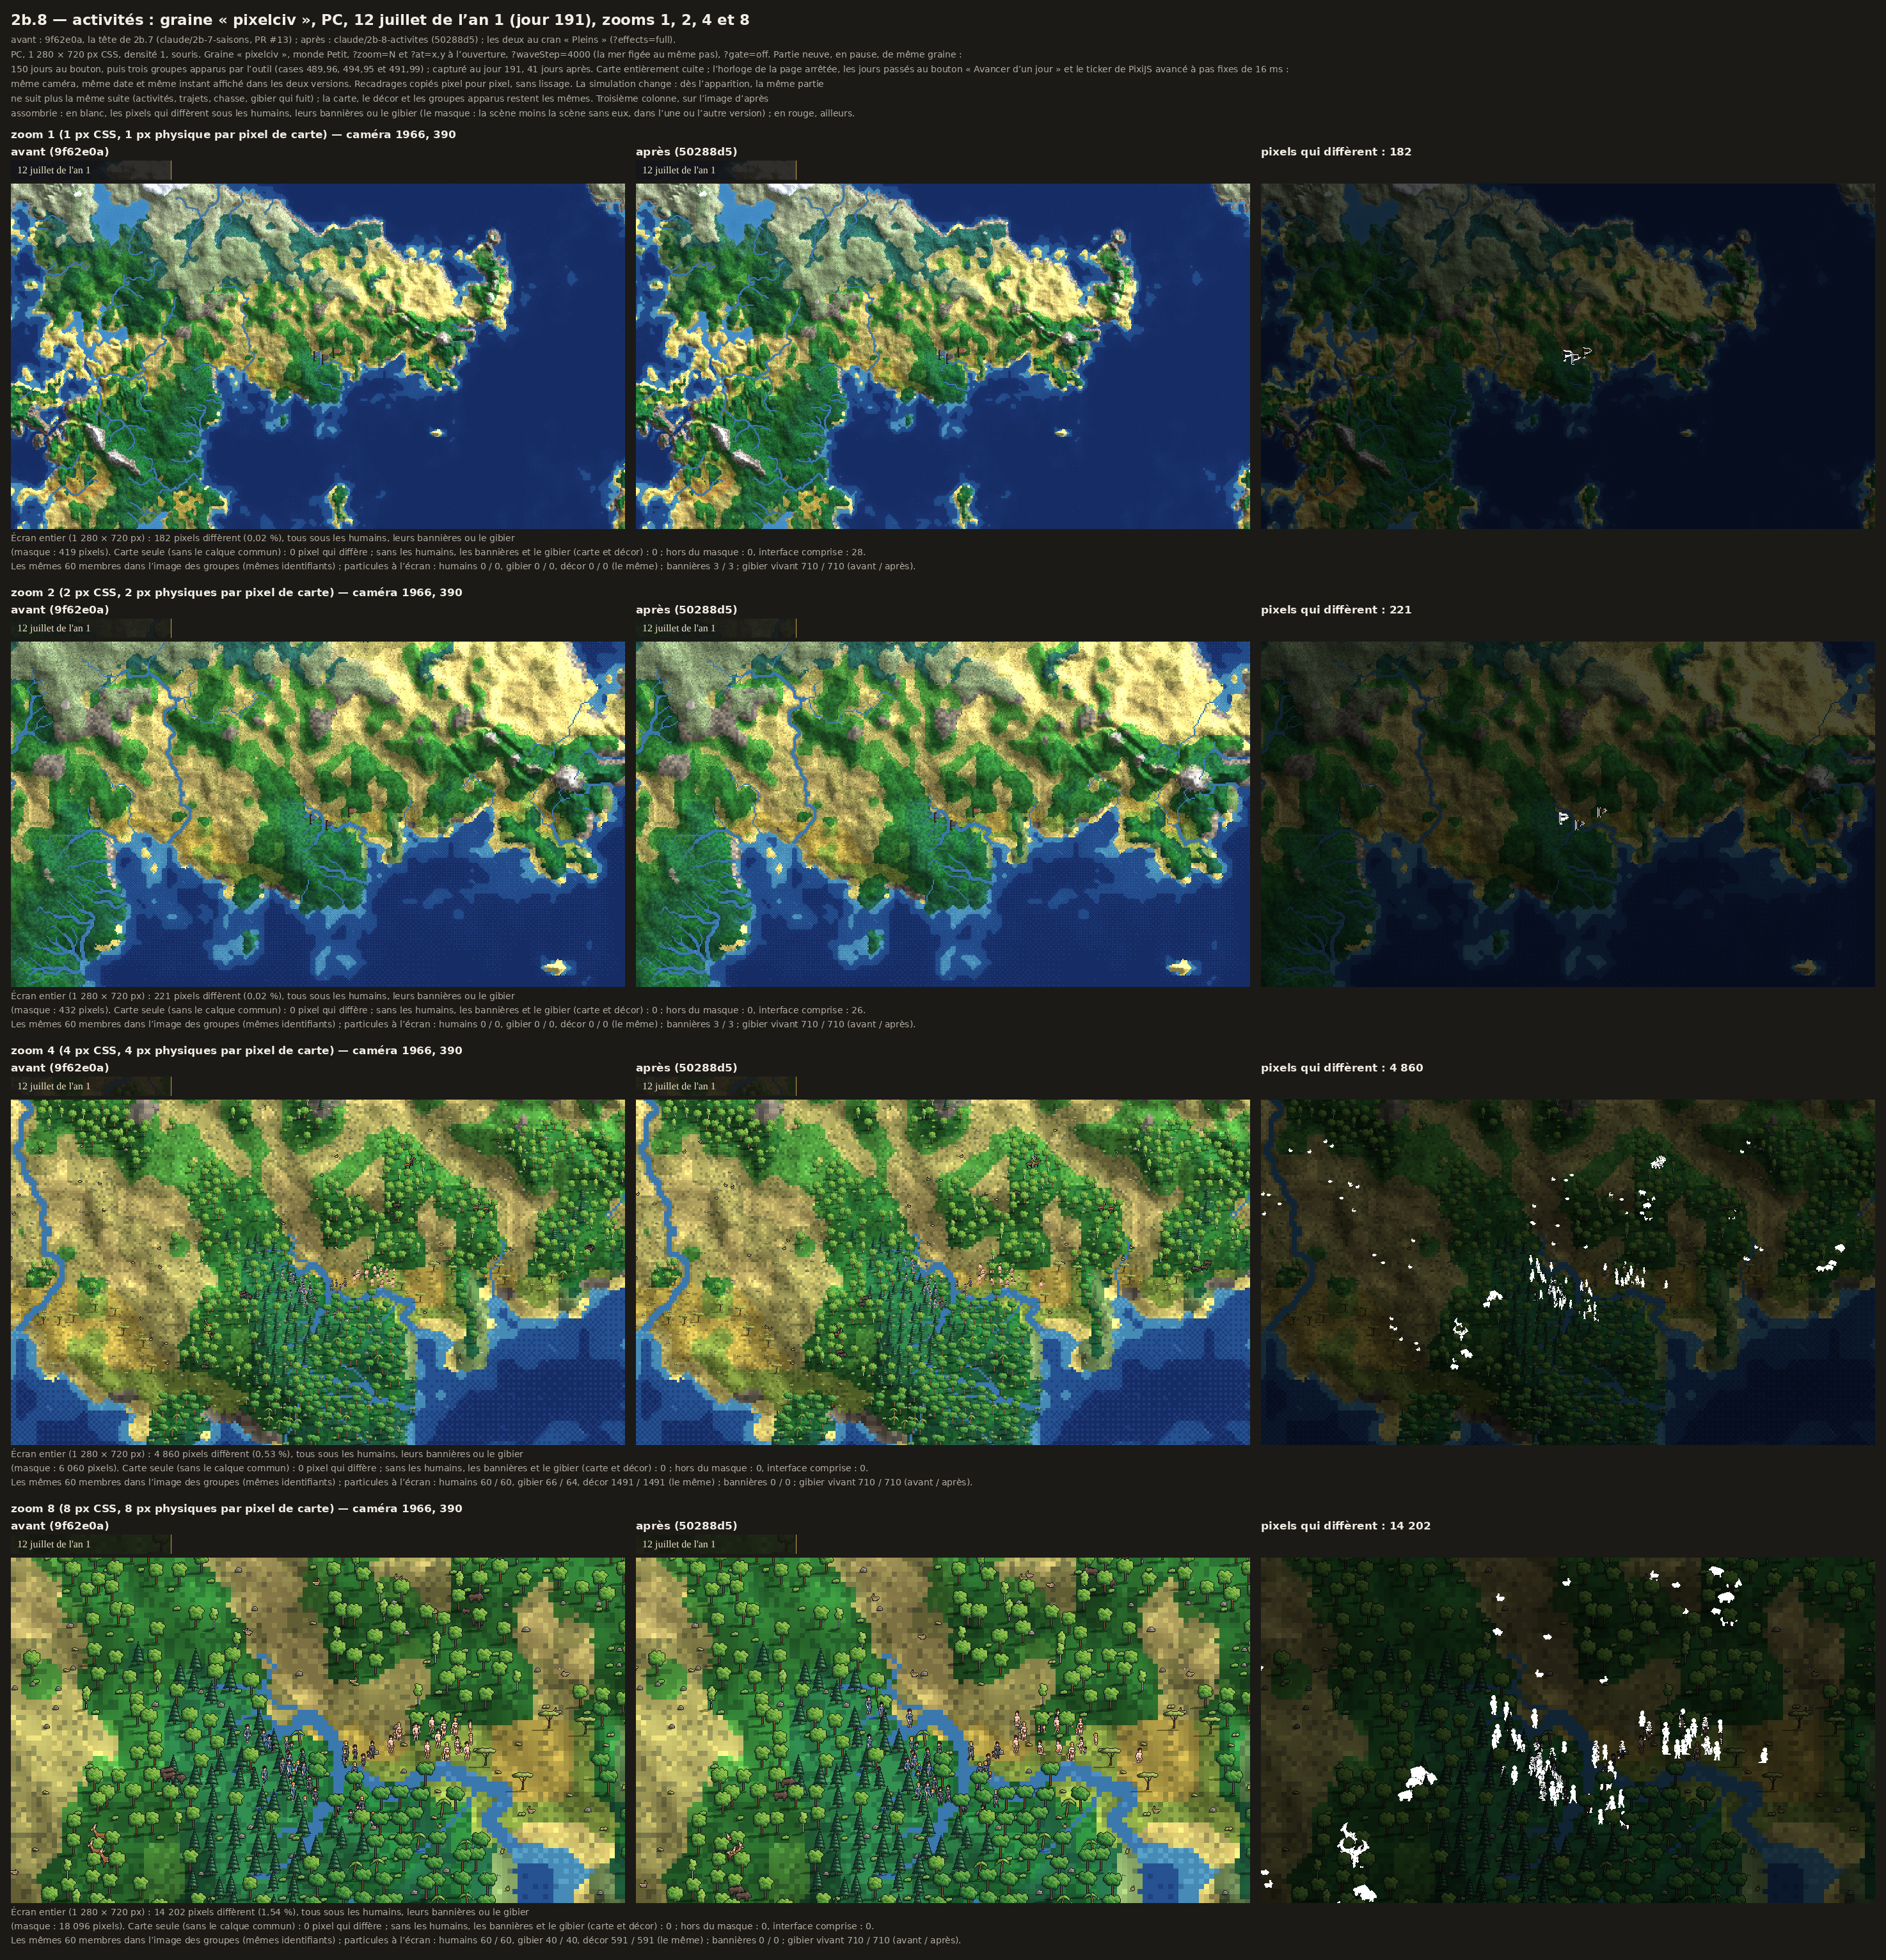 2b.8 — activités : graine « pixelciv », PC, 12 juillet de l’an 1 (jour 191), zooms 1, 2, 4 et 8
avant : 9f62e0a, la tête de 2b.7 (claude/2b-7-saisons, PR #13) ; après : claude/2b-8-activites (50288d5) ; les deux au cran « Pleins » (?effects=full).
PC, 1 280 × 720 px CSS, densité 1, souris. Graine « pixelciv », monde Petit, ?zoom=N et ?at=x,y à l’ouverture, ?waveStep=4000 (la mer figée au même pas), ?gate=off. Partie neuve, en pause, de même graine :
150 jours au bouton, puis trois groupes apparus par l’outil (cases 489,96, 494,95 et 491,99) ; capturé au jour 191, 41 jours après. Carte entièrement cuite ; l’horloge de la page arrêtée, les jours passés au bouton « Avancer d’un jour » et le ticker de PixiJS avancé à pas fixes de 16 ms :
même caméra, même date et même instant affiché dans les deux versions. Recadrages copiés pixel pour pixel, sans lissage. La simulation change : dès l’apparition, la même partie
ne suit plus la même suite (activités, trajets, chasse, gibier qui fuit) ; la carte, le décor et les groupes apparus restent les mêmes. Troisième colonne, sur l’image d’après
assombrie : en blanc, les pixels qui diffèrent sous les humains, leurs bannières ou le gibier (le masque : la scène moins la scène sans eux, dans l’une ou l’autre version) ; en rouge, ailleurs.
zoom 1 (1 px CSS, 1 px physique par pixel de carte) — caméra 1966, 390
avant (9f62e0a)
après (50288d5)
pixels qui diffèrent : 182
12 juillet de l'an 1
12 juillet de l'an 1
Écran entier (1 280 × 720 px) : 182 pixels diffèrent (0,02 %), tous sous les humains, leurs bannières ou le gibier
(masque : 419 pixels). Carte seule (sans le calque commun) : 0 pixel qui diffère ; sans les humains, les bannières et le gibier (carte et décor) : 0 ; hors du masque : 0, interface comprise : 28.
Les mêmes 60 membres dans l’image des groupes (mêmes identifiants) ; particules à l’écran : humains 0 / 0, gibier 0 / 0, décor 0 / 0 (le même) ; bannières 3 / 3 ; gibier vivant 710 / 710 (avant / après).
zoom 2 (2 px CSS, 2 px physiques par pixel de carte) — caméra 1966, 390
avant (9f62e0a)
après (50288d5)
pixels qui diffèrent : 221
12 juillet de l'an 1
12 juillet de l'an 1
Écran entier (1 280 × 720 px) : 221 pixels diffèrent (0,02 %), tous sous les humains, leurs bannières ou le gibier
(masque : 432 pixels). Carte seule (sans le calque commun) : 0 pixel qui diffère ; sans les humains, les bannières et le gibier (carte et décor) : 0 ; hors du masque : 0, interface comprise : 26.
Les mêmes 60 membres dans l’image des groupes (mêmes identifiants) ; particules à l’écran : humains 0 / 0, gibier 0 / 0, décor 0 / 0 (le même) ; bannières 3 / 3 ; gibier vivant 710 / 710 (avant / après).
zoom 4 (4 px CSS, 4 px physiques par pixel de carte) — caméra 1966, 390
avant (9f62e0a)
après (50288d5)
pixels qui diffèrent : 4 860
12 juillet de l'an 1
12 juillet de l'an 1
Écran entier (1 280 × 720 px) : 4 860 pixels diffèrent (0,53 %), tous sous les humains, leurs bannières ou le gibier
(masque : 6 060 pixels). Carte seule (sans le calque commun) : 0 pixel qui diffère ; sans les humains, les bannières et le gibier (carte et décor) : 0 ; hors du masque : 0, interface comprise : 0.
Les mêmes 60 membres dans l’image des groupes (mêmes identifiants) ; particules à l’écran : humains 60 / 60, gibier 66 / 64, décor 1491 / 1491 (le même) ; bannières 0 / 0 ; gibier vivant 710 / 710 (avant / après).
zoom 8 (8 px CSS, 8 px physiques par pixel de carte) — caméra 1966, 390
avant (9f62e0a)
après (50288d5)
pixels qui diffèrent : 14 202
12 juillet de l'an 1
12 juillet de l'an 1
Écran entier (1 280 × 720 px) : 14 202 pixels diffèrent (1,54 %), tous sous les humains, leurs bannières ou le gibier
(masque : 18 096 pixels). Carte seule (sans le calque commun) : 0 pixel qui diffère ; sans les humains, les bannières et le gibier (carte et décor) : 0 ; hors du masque : 0, interface comprise : 0.
Les mêmes 60 membres dans l’image des groupes (mêmes identifiants) ; particules à l’écran : humains 60 / 60, gibier 40 / 40, décor 591 / 591 (le même) ; bannières 0 / 0 ; gibier vivant 710 / 710 (avant / après).